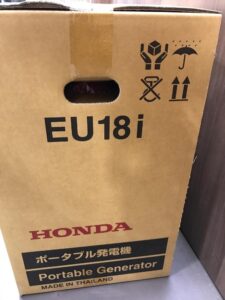 EU18i
HONDA
ポータブル発電機
Portable Generator
MADE IN THAILAND